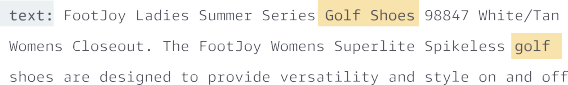 text: FootJoy Ladies Summer Series Golf Shoes 98847 White/Tan
Womens Closeout. The FootJoy Womens Superlite Spikeless golf
shoes are designed to provide versatility and style on and off